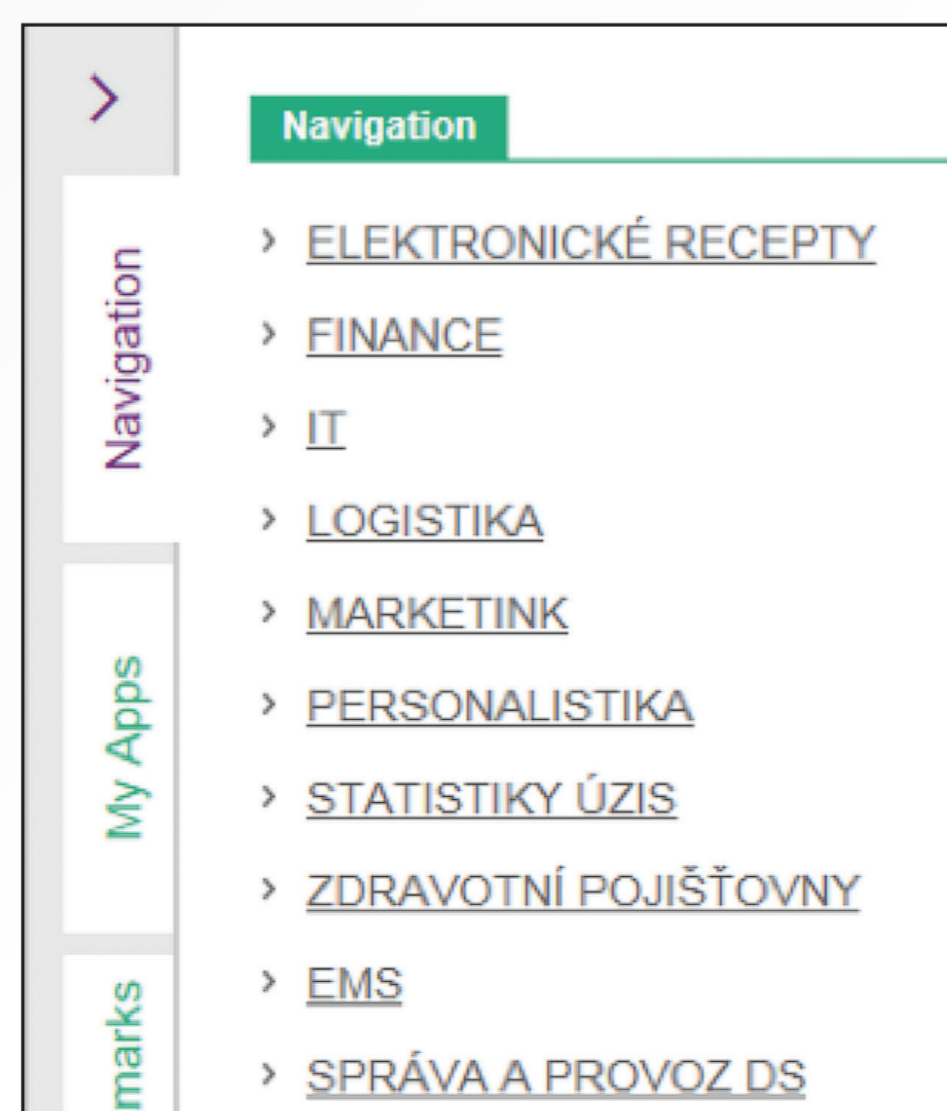 Navigation
ELEKTRONICKÉ RECEPTY
FINANCE
IT
LOGISTIKA
MARKETINK
PERSONALISTIKA
STATISTIKY ÚZIS
ZDRAVOTNÍ POJIŠŤOVNY
EMS
SPRÁVA A PROVOZ DS
Navigation
My Apps
marks